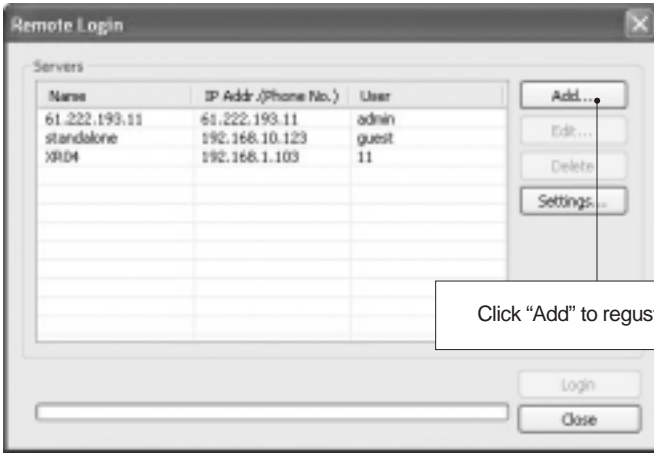 Remote Login
Servers
Name IP Addr./(Phone No.) User
61.222.193.11 61.222.193.11 admin
standalone 192.168.10.123 guest
XR04 192.168.1.103 11
Add...
Edit...
Delete
Settings...
Click “Add” to regust
Login
Close